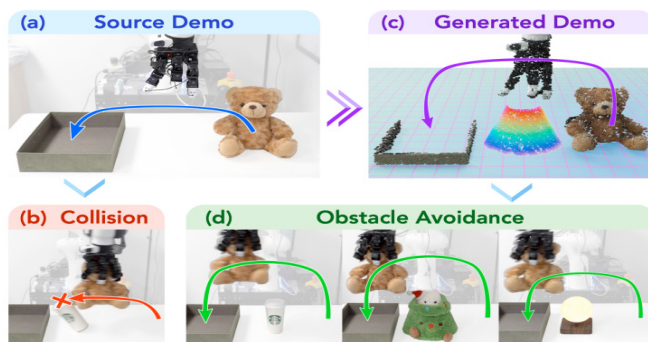 (a) Source Demo
(c) Generated Demo
(b) Collision
(d) Obstacle Avoidance